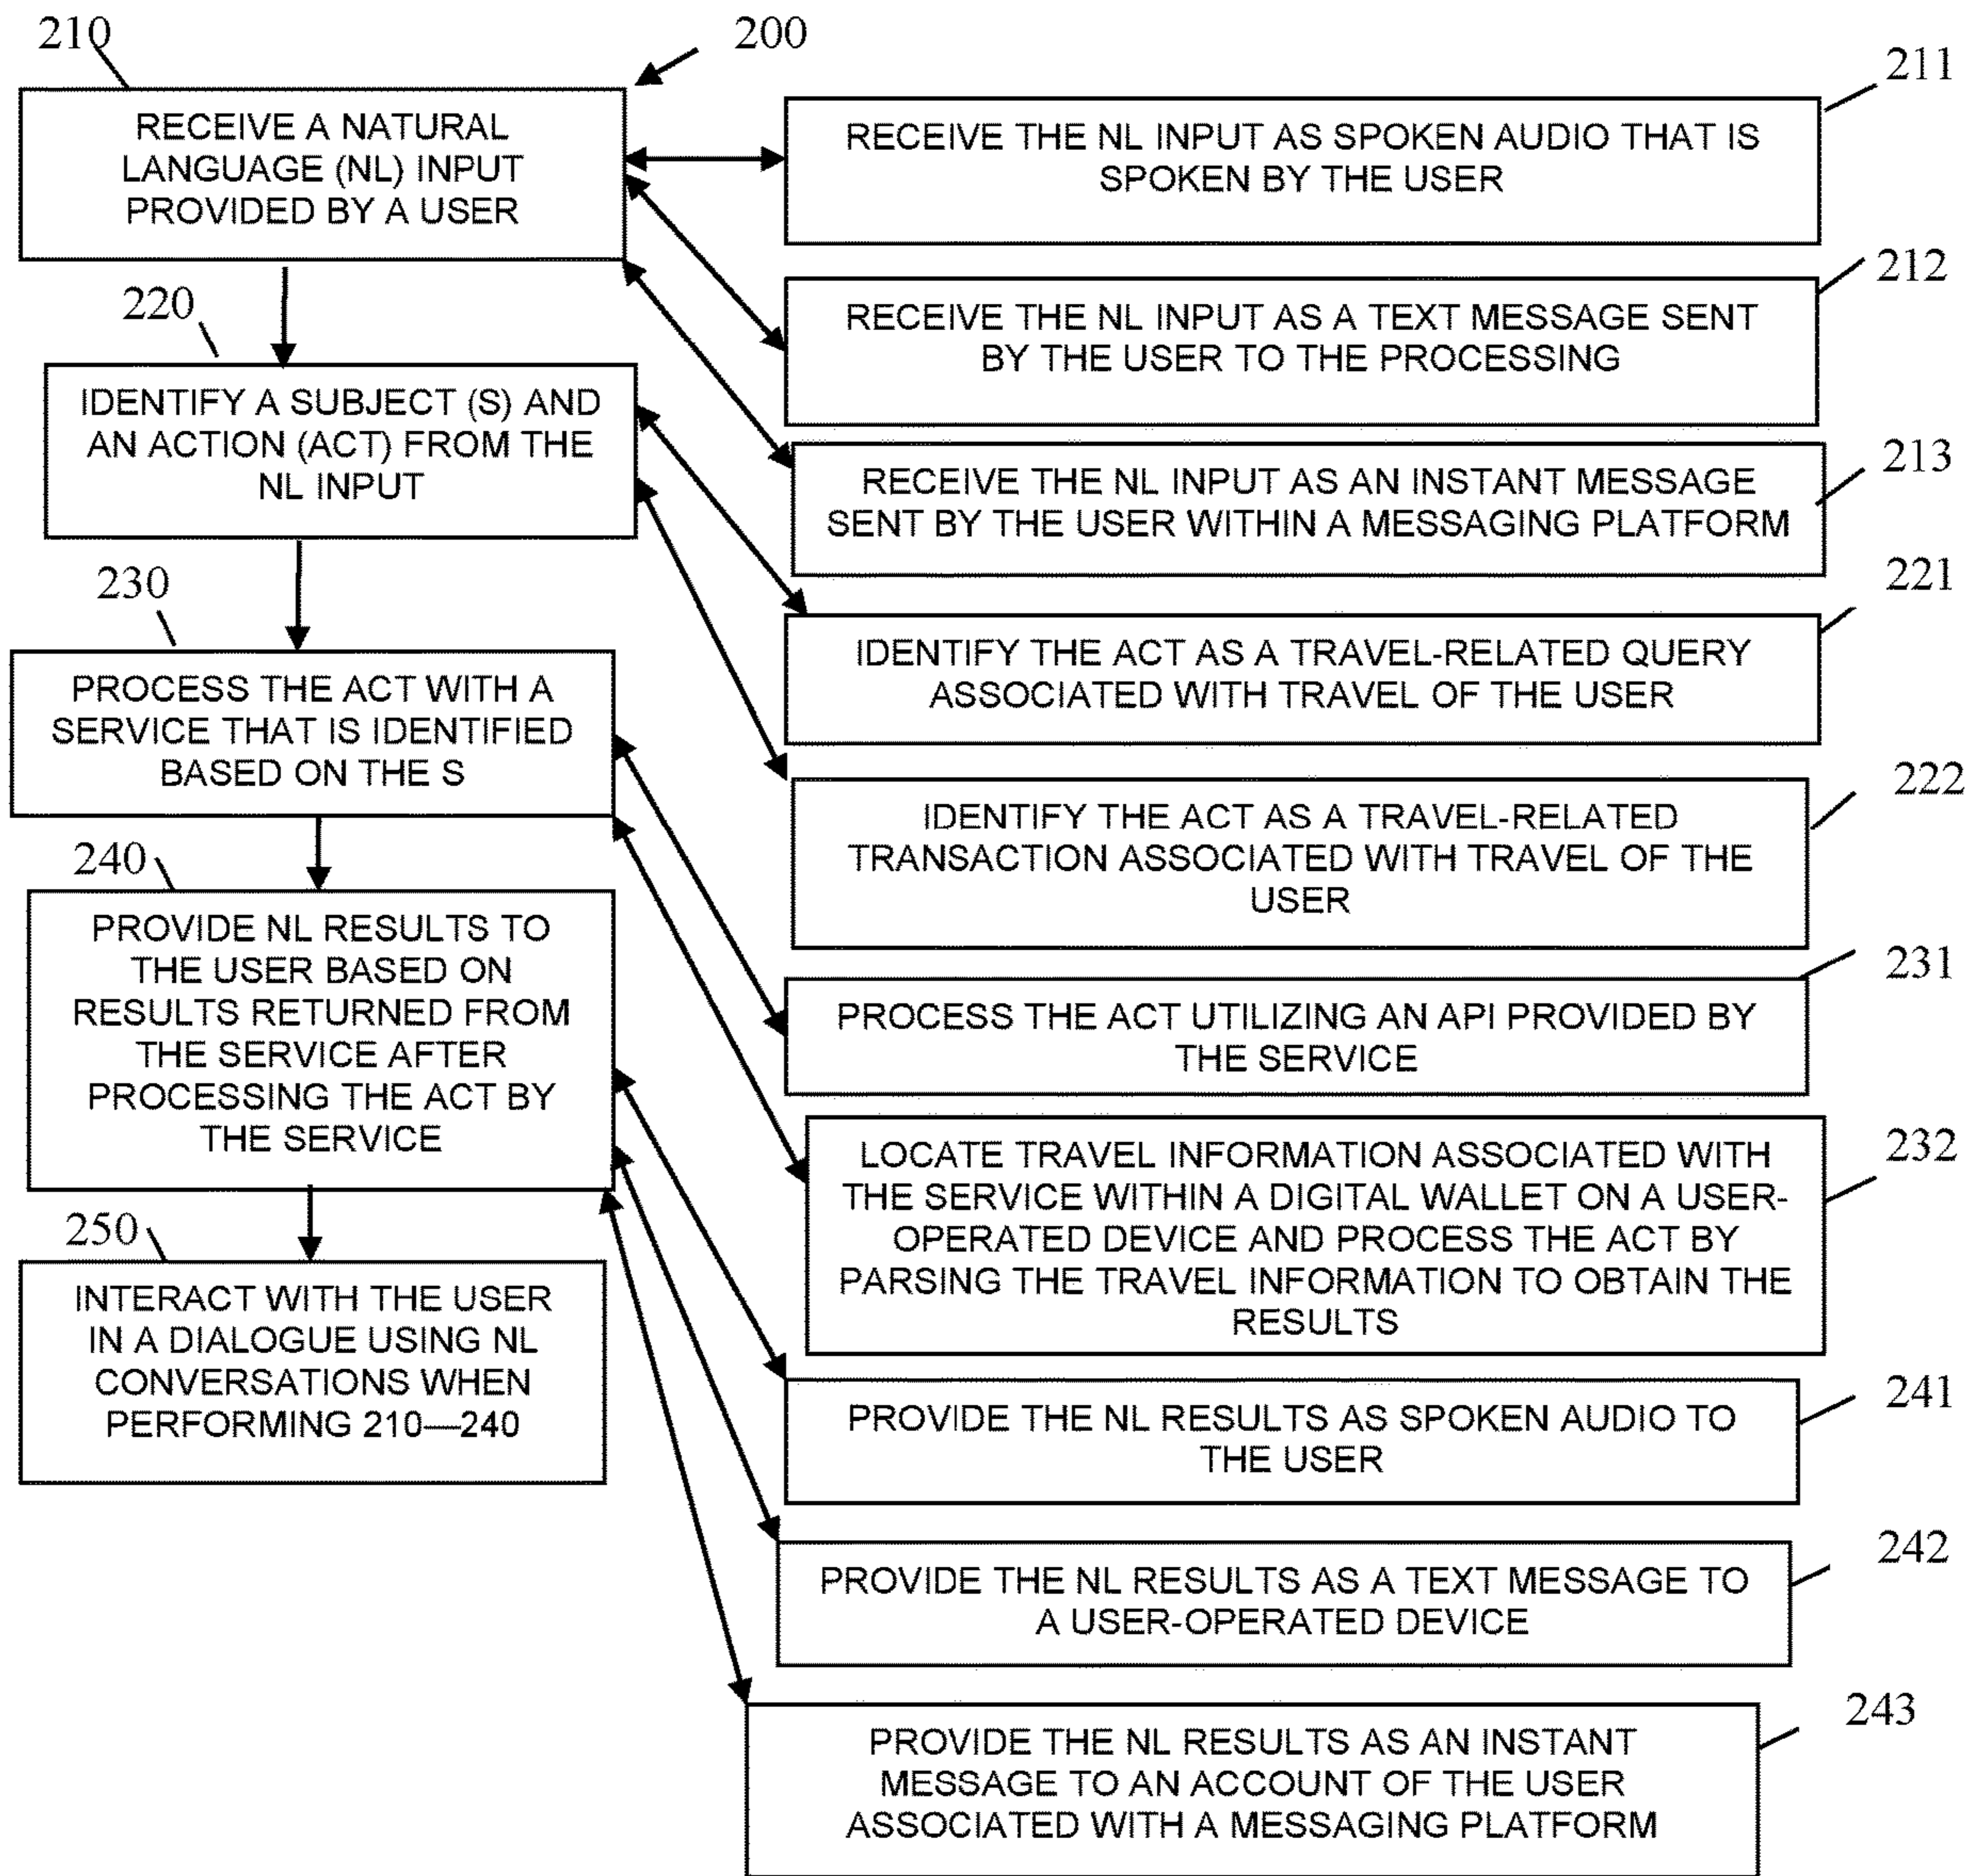 210
200
RECEIVE A NATURAL
LANGUAGE (NL) INPUT
PROVIDED BY A USER
211
RECEIVE THE NL INPUT AS SPOKEN AUDIO THAT IS
SPOKEN BY THE USER
212
RECEIVE THE NL INPUT AS A TEXT MESSAGE SENT
BY THE USER TO THE PROCESSING
213
RECEIVE THE NL INPUT AS AN INSTANT MESSAGE
SENT BY THE USER WITHIN A MESSAGING PLATFORM
220
IDENTIFY A SUBJECT (S) AND
AN ACTION (ACT) FROM THE
NL INPUT
221
IDENTIFY THE ACT AS A TRAVEL-RELATED QUERY
ASSOCIATED WITH TRAVEL OF THE USER
222
IDENTIFY THE ACT AS A TRAVEL-RELATED
TRANSACTION ASSOCIATED WITH TRAVEL OF THE
USER
230
PROCESS THE ACT WITH A
SERVICE THAT IS IDENTIFIED
BASED ON THE S
231
PROCESS THE ACT UTILIZING AN API PROVIDED BY
THE SERVICE
232
LOCATE TRAVEL INFORMATION ASSOCIATED WITH
THE SERVICE WITHIN A DIGITAL WALLET ON A USER-
OPERATED DEVICE AND PROCESS THE ACT BY
PARSING THE TRAVEL INFORMATION TO OBTAIN THE
RESULTS
240
PROVIDE NL RESULTS TO
THE USER BASED ON
RESULTS RETURNED FROM
THE SERVICE AFTER
PROCESSING THE ACT BY
THE SERVICE
241
PROVIDE THE NL RESULTS AS SPOKEN AUDIO TO
THE USER
242
PROVIDE THE NL RESULTS AS A TEXT MESSAGE TO
A USER-OPERATED DEVICE
243
PROVIDE THE NL RESULTS AS AN INSTANT
MESSAGE TO AN ACCOUNT OF THE USER
ASSOCIATED WITH A MESSAGING PLATFORM
250
INTERACT WITH THE USER
IN A DIALOGUE USING NL
CONVERSATIONS WHEN
PERFORMING 210—240